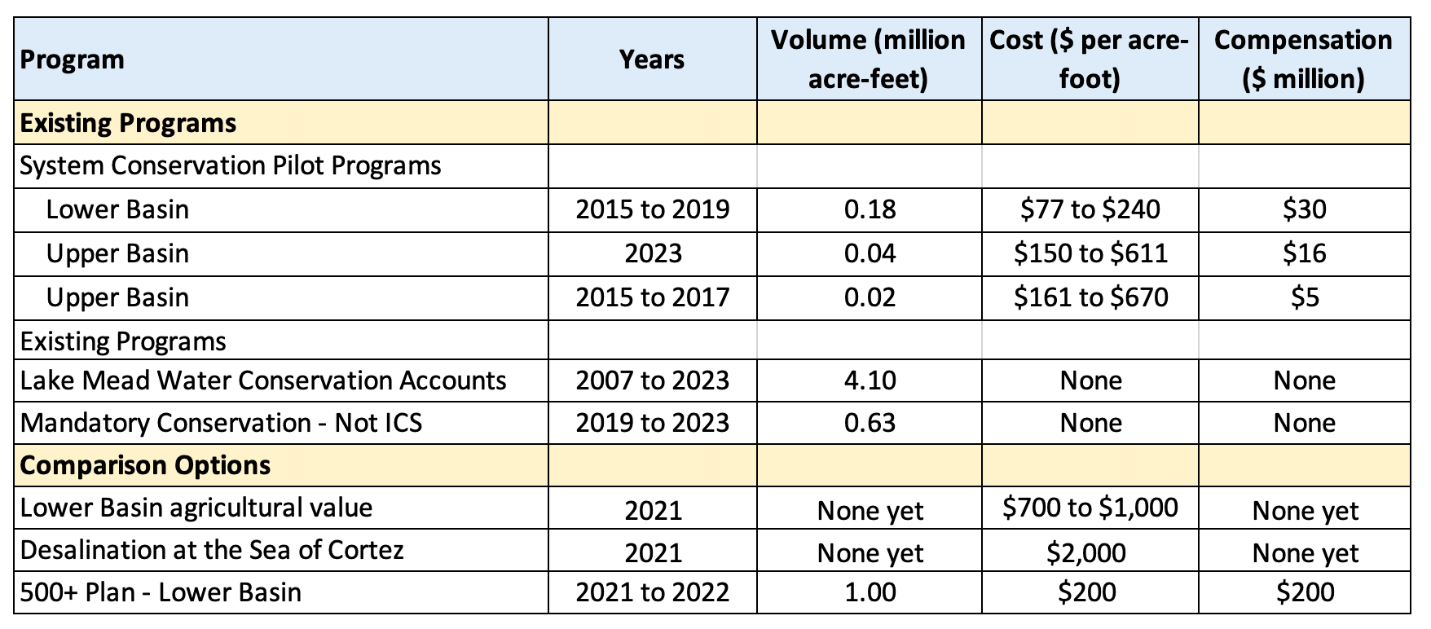 Program Years Volume (million acre-feet) Cost ($ per acre-foot) Compensation ($ million)
Existing Programs
System Conservation Pilot Programs
Lower Basin 2015 to 2019 0.18 $77 to $240 $30
Upper Basin 2023 0.04 $150 to $611 $16
Upper Basin 2015 to 2017 0.02 $161 to $670 $5
Existing Programs
Lake Mead Water Conservation Accounts 2007 to 2023 4.10 None None
Mandatory Conservation - Not ICS 2019 to 2023 0.63 None None
Comparison Options
Lower Basin agricultural value 2021 None yet $700 to $1,000 None yet
Desalination at the Sea of Cortez 2021 None yet $2,000 None yet
500+ Plan - Lower Basin 2021 to 2022 1.00 $200 $200